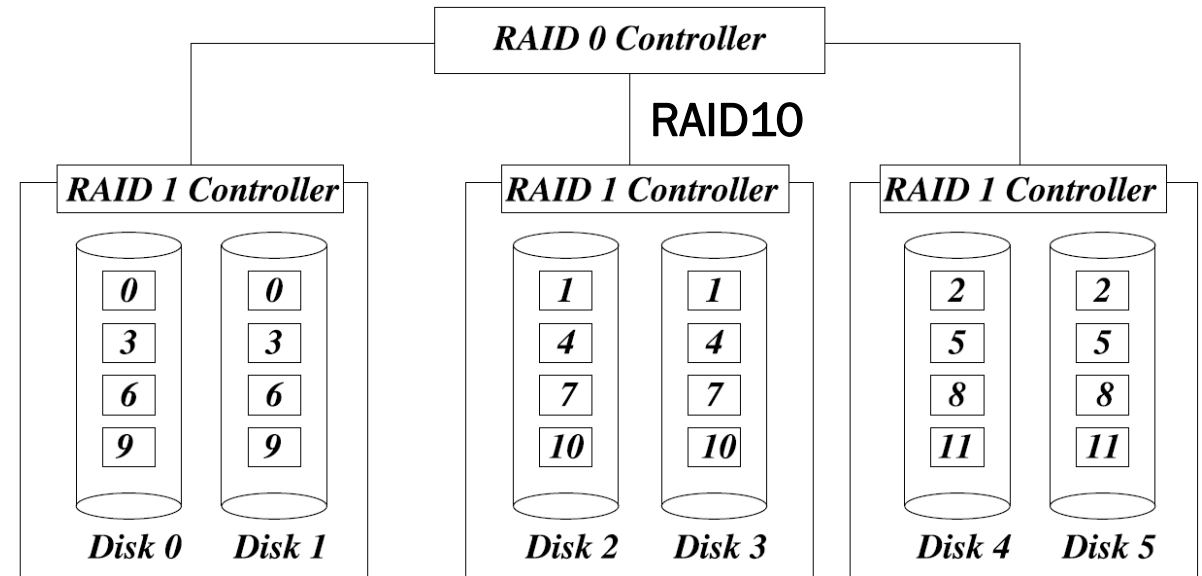 RAID 0 Controller
RAID10
RAID 1 Controller
RAID 1 Controller
RAID 1 Controller
0 0 1 1 2 2
3 3 4 4 5 5
6 6 7 7 8 8
9 9 10 10 11 11
Disk 0 Disk 1 Disk 2 Disk 3 Disk 4 Disk 5